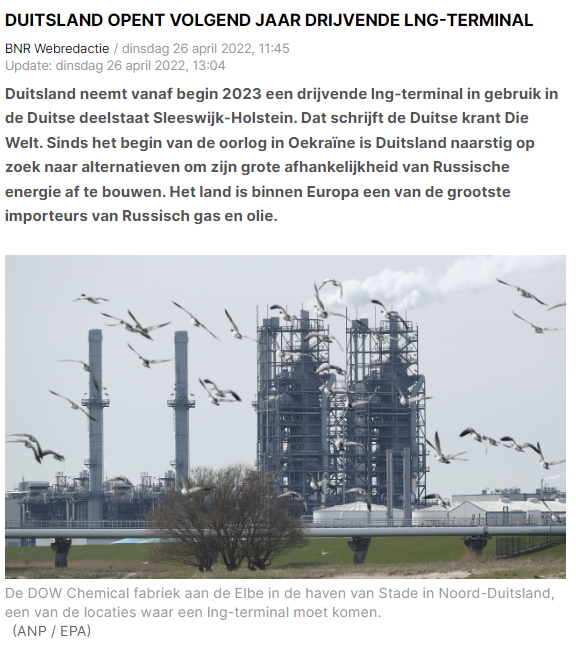 DUITSLAND OPENT VOLGEND JAAR DRIJVENDE LNG-TERMINAL
BNR Webredactie / dinsdag 26 april 2022, 11:45
Update: dinsdag 26 april 2022, 13:04
Duitsland neemt vanaf begin 2023 een drijvende lng-terminal in gebruik in
de Duitse deelstaat Sleeswijk-Holstein. Dat schrijft de Duitse krant Die
Welt. Sinds het begin van de oorlog in Oekraïne is Duitsland naarstig op
zoek naar alternatieven om zijn grote afhankelijkheid van Russische
energie af te bouwen. Het land is binnen Europa een van de grootste
importeurs van Russisch gas en olie.
De DOW Chemical fabriek aan de Elbe in de haven van Stade in Noord-Duitsland,
een van de locaties waar een lng-terminal moet komen.
(ANP / EPA)